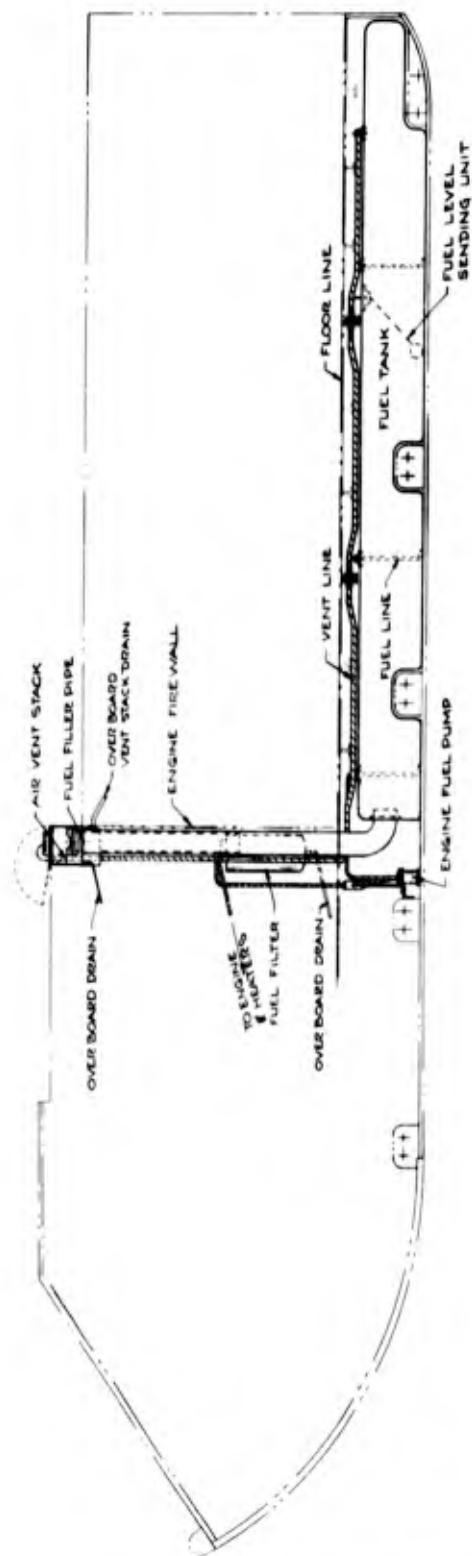 AIR VENT STACK
FUEL FILLER PIPE
OVER BOARD
VENT STACK DRAIN
ENGINE FIREWALL
VENT LINE
FLOOR LINE
OVER BOARD DRAIN
TO ENGINE
& HEATERS
FUEL FILTER
OVER BOARD DRAIN
FUEL LINE
FUEL TANK
FUEL LEVEL
SENDING UNIT
ENGINE FUEL PUMP